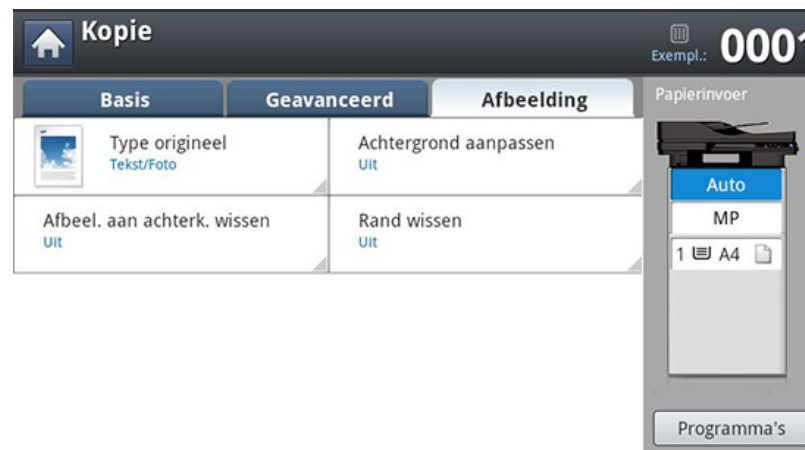 Kopie
Exempl.: 0001
Basis
Geavanceerd
Afbeelding
Papierinvoer
Type origineel
Tekst/Foto
Achtergrond aanpassen
Uit
Auto
MP
Afbeel. aan achterk. wissen
Uit
Rand wissen
Uit
1 A4
Programma's